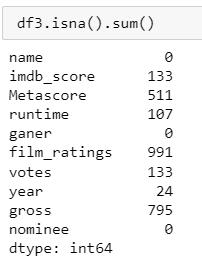 df3.isna().sum()
name 0
imdb_score 133
Metascore 511
runtime 107
ganer 0
film_ratings 991
votes 133
year 24
gross 795
nominee 0
dtype: int64